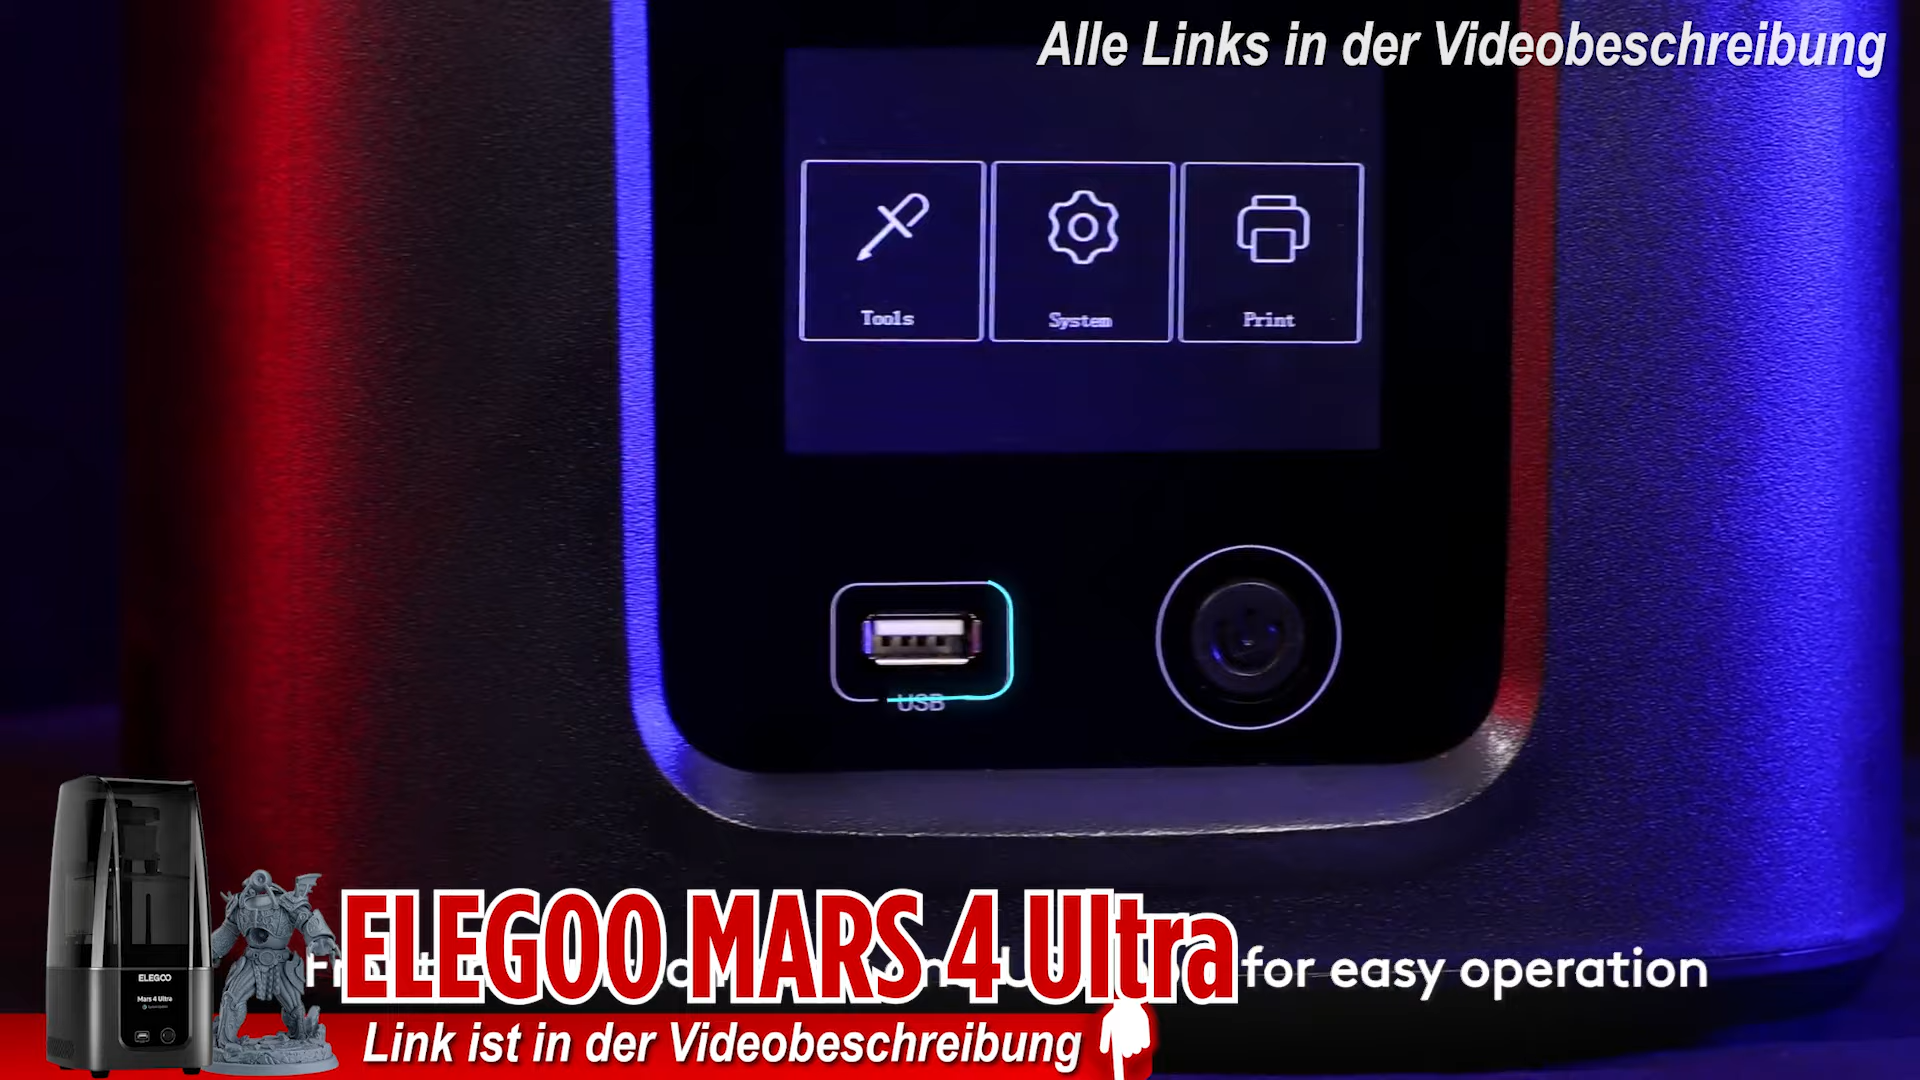 Alle Links in der Videobeschreibung
Tools
System
Print
USB
ELEGOO MARS 4 Ultra
for easy operation
ELEGOO
Mars 4 Ultra
Link ist in der Videobeschreibung